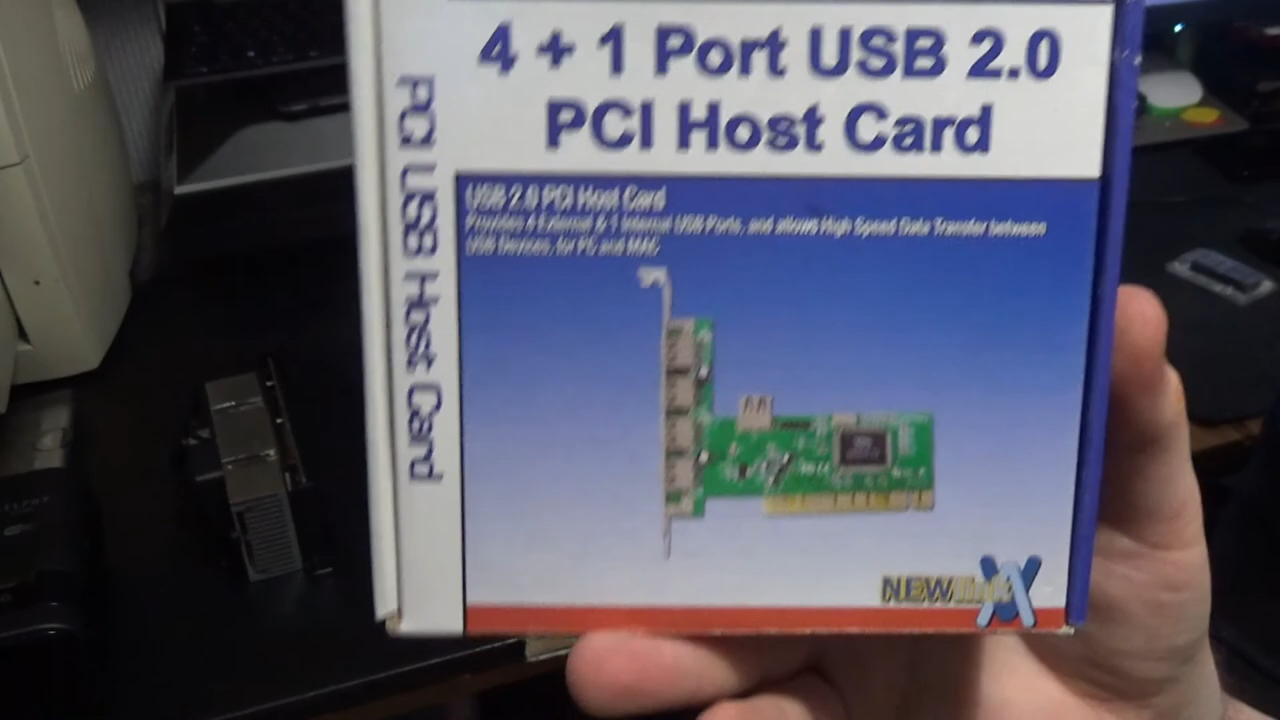 4 + 1 Port USB 2.0
PCI Host Card
PCI USB Host Card
USB 2.0 PCI Host Card
Provides 4 External & 1 Internal USB Ports, and allows High Speed Data Transfer between
USB Devices, for PC and MAC
NEWlink